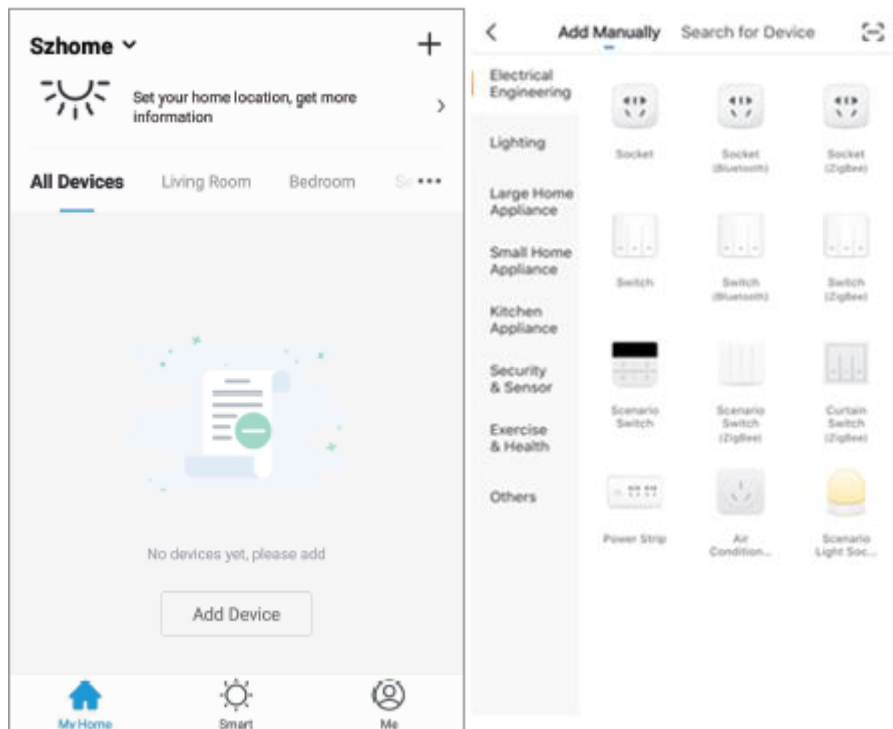 Szhome
Set your home location, get more
information
All Devices
Living Room
Bedroom
No devices yet, please add
Add Device
My Home
Smart
Me
Add Manually
Search for Device
Electrical
Engineering
Lighting
Large Home
Appliance
Small Home
Appliance
Kitchen
Appliance
Security
& Sensor
Exercise
& Health
Others
Socket
Socket
(Bluetooth)
Socket
(ZigBee)
Switch
Switch
(Bluetooth)
Switch
(ZigBee)
Scenario
Switch
Scenario
Switch
(ZigBee)
Curtain
Switch
(ZigBee)
Power Strip
Air
Condition...
Scenario
Light Soc...